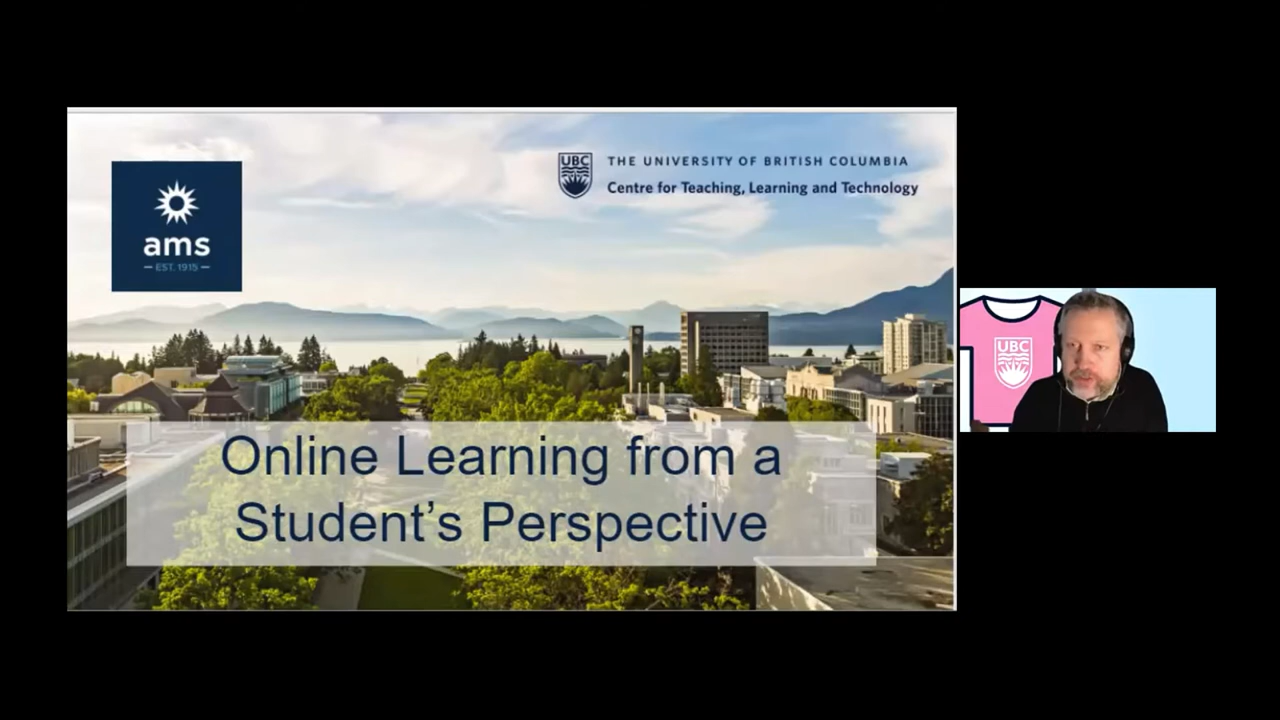 UBC
THE UNIVERSITY OF BRITISH COLUMBIA
Centre for Teaching, Learning and Technology
ams
EST. 1915
UBC
Online Learning from a
Student's Perspective